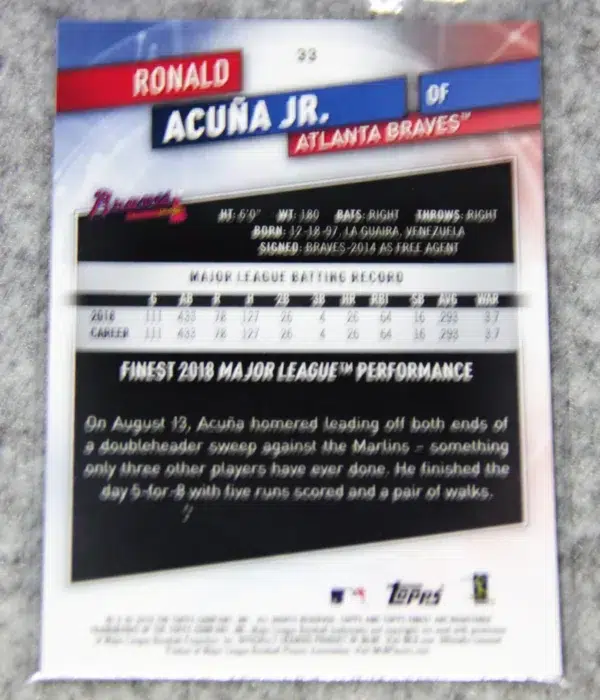 33
RONALD
ACUÑA JR.
OF
ATLANTA BRAVES™
Braves
HT: 6'0" WT: 180 BATS: RIGHT THROWS: RIGHT
BORN: 12-18-97, LA GUAIRA, VENEZUELA
SIGNED: BRAVES-2014 AS FREE AGENT
MAJOR LEAGUE BATTING RECORD
G AB R H 2B 3B HR RBI SB AVG WAR
2018 111 433 78 127 26 4 26 64 16 .293 3.7
CAREER 111 433 78 127 26 4 26 64 16 .293 3.7
FINEST 2018 MAJOR LEAGUE™ PERFORMANCE
On August 13, Acuña homered leading off both ends of
a doubleheader sweep against the Marlins – something
only three other players have ever done. He finished the
day 5-for-8 with five runs scored and a pair of walks.
Topps